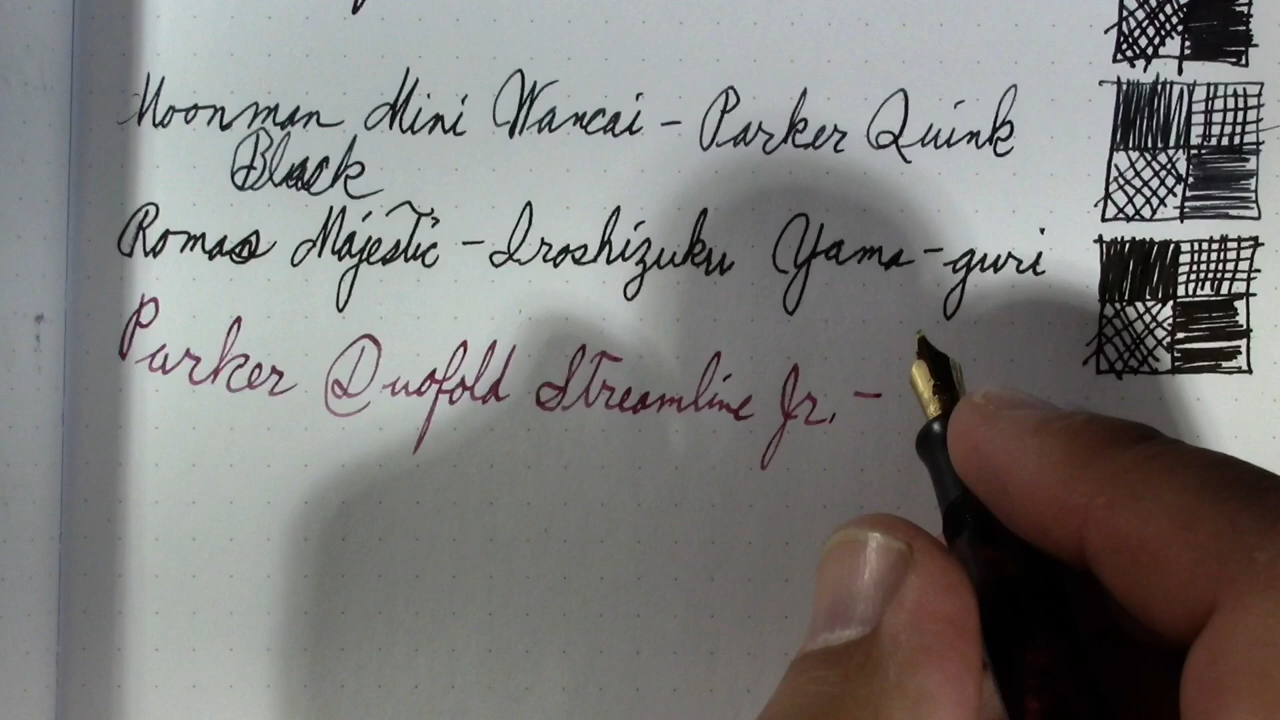 Moonman Mini Wancai - Parker Quink
Black
Romas Majestic - Iroshizuku Yama-guri
Parker Duofold Streamline Jr. -